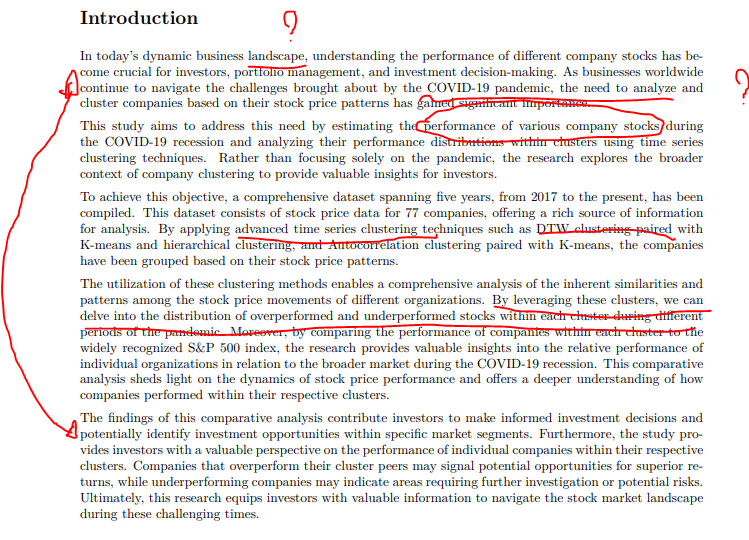 Introduction
?
In today's dynamic business landscape, understanding the performance of different company stocks has be-
come crucial for investors, portfolio management, and investment decision-making. As businesses worldwide
continue to navigate the challenges brought about by the COVID-19 pandemic, the need to analyze and
?
cluster companies based on their stock price patterns has gained significant importance.
This study aims to address this need by estimating the performance of various company stocks during
the COVID-19 recession and analyzing their performance distributions within clusters using time series
clustering techniques. Rather than focusing solely on the pandemic, the research explores the broader
context of company clustering to provide valuable insights for investors.
To achieve this objective, a comprehensive dataset spanning five years, from 2017 to the present, has been
compiled. This dataset consists of stock price data for 77 companies, offering a rich source of information
for analysis. By applying advanced time series clustering techniques such as DTW clustering paired with
K-means and hierarchical clustering, and Autocorrelation clustering paired with K-means, the companies
have been grouped based on their stock price patterns.
The utilization of these clustering methods enables a comprehensive analysis of the inherent similarities and
patterns among the stock price movements of different organizations. By leveraging these clusters, we can
delve into the distribution of overperformed and underperformed stocks within each cluster during different
periods of the pandemic. Moreover, by comparing the performance of companies within each cluster to the
widely recognized S&P 500 index, the research provides valuable insights into the relative performance of
individual organizations in relation to the broader market during the COVID-19 recession. This comparative
analysis sheds light on the dynamics of stock price performance and offers a deeper understanding of how
companies performed within their respective clusters.
The findings of this comparative analysis contribute investors to make informed investment decisions and
potentially identify investment opportunities within specific market segments. Furthermore, the study pro-
vides investors with a valuable perspective on the performance of individual companies within their respective
clusters. Companies that overperform their cluster peers may signal potential opportunities for superior re-
turns, while underperforming companies may indicate areas requiring further investigation or potential risks.
Ultimately, this research equips investors with valuable information to navigate the stock market landscape
during these challenging times.